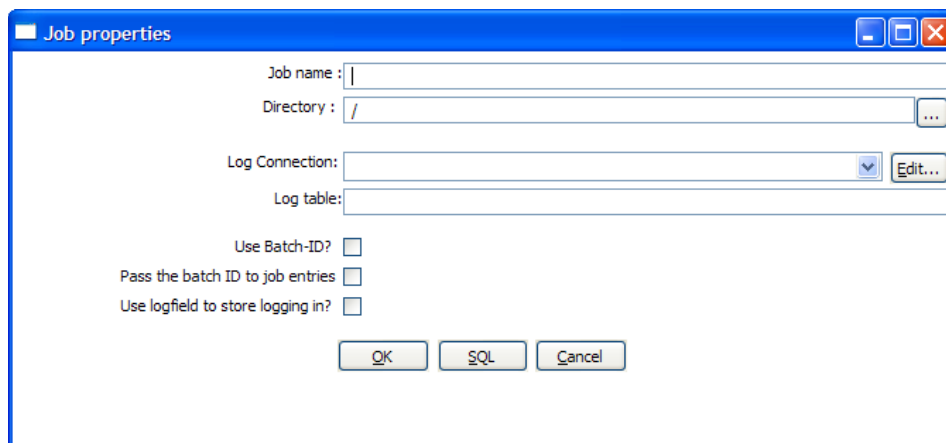 Job properties
Job name :
Directory : /
...
Log Connection:
Edit...
Log table:
Use Batch-ID?
Pass the batch ID to job entries
Use logfield to store logging in?
OK SQL Cancel